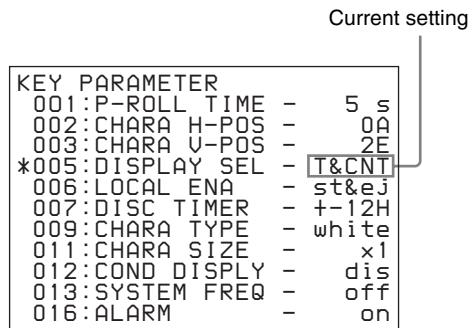 Current setting
KEY PARAMETER
001:P-ROLL TIME - 5 s
002:CHARA H-POS - 0A
003:CHARA V-POS - 2E
*005:DISPLAY SEL - T&CNT
006:LOCAL ENA - st&ej
007:DISC TIMER - +-12H
009:CHARA TYPE - white
011:CHARA SIZE - x1
012:COND DISPLY - dis
013:SYSTEM FREQ - off
016:ALARM - on